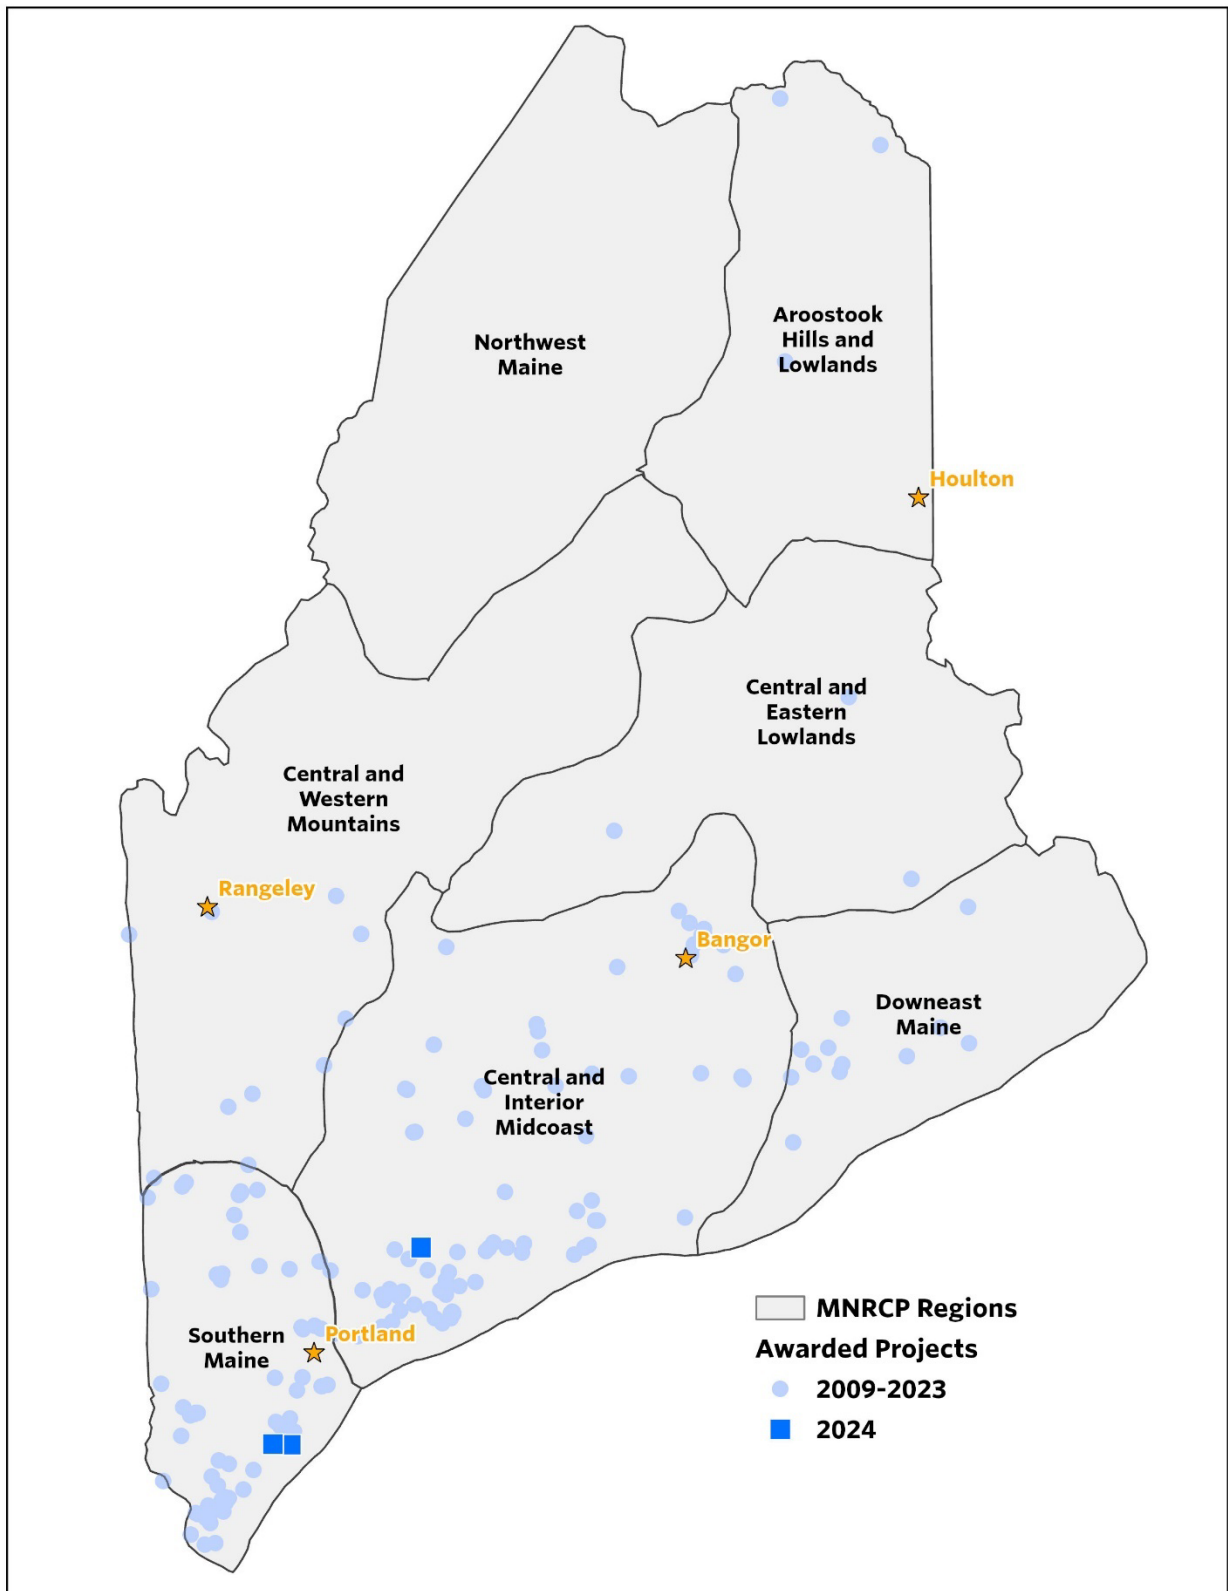 Northwest
Maine
Aroostook
Hills and
Lowlands
Houlton
Central and
Eastern
Lowlands
Central and
Western
Mountains
Rangeley
Bangor
Downeast
Maine
Central and
Interior
Midcoast
Southern
Maine
Portland
MNRCP Regions
Awarded Projects
2009-2023
2024